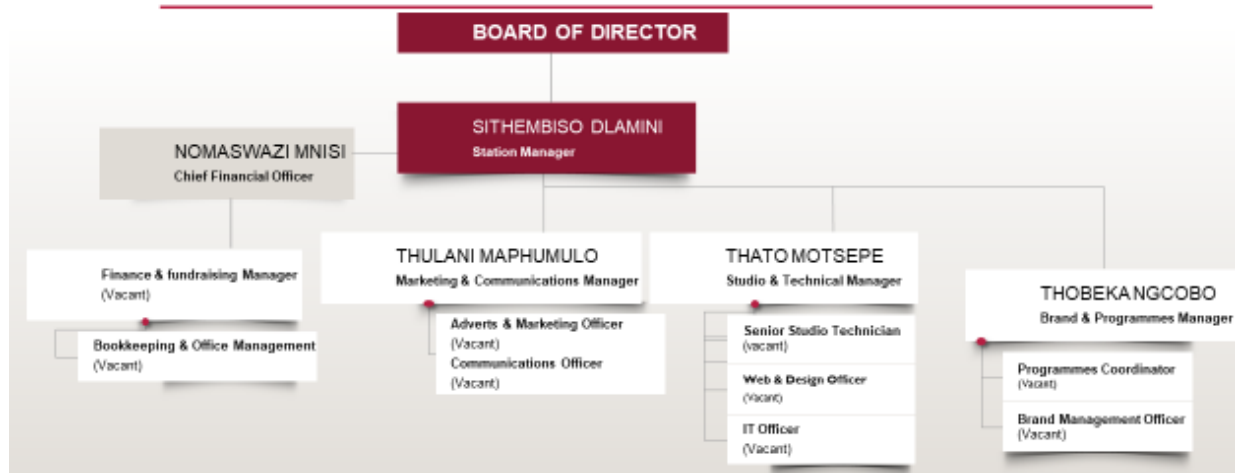 BOARD OF DIRECTOR
SITHEMBISO DLAMINI
Station Manager
NOMASWAZI MNISI
Chief Financial Officer
Finance & fundraising Manager
(Vacant)
Bookkeeping & Office Management
(Vacant)
THULANI MAPHUMULO
Marketing & Communications Manager
Adverts & Marketing Officer
(Vacant)
Communications Officer
(Vacant)
THATO MOTSEPE
Studio & Technical Manager
Senior Studio Technician
(vacant)
Web & Design Officer
(Vacant)
IT Officer
(Vacant)
THOBEKA NGCOBO
Brand & Programmes Manager
Programmes Coordinator
(Vacant)
Brand Management Officer
(Vacant)